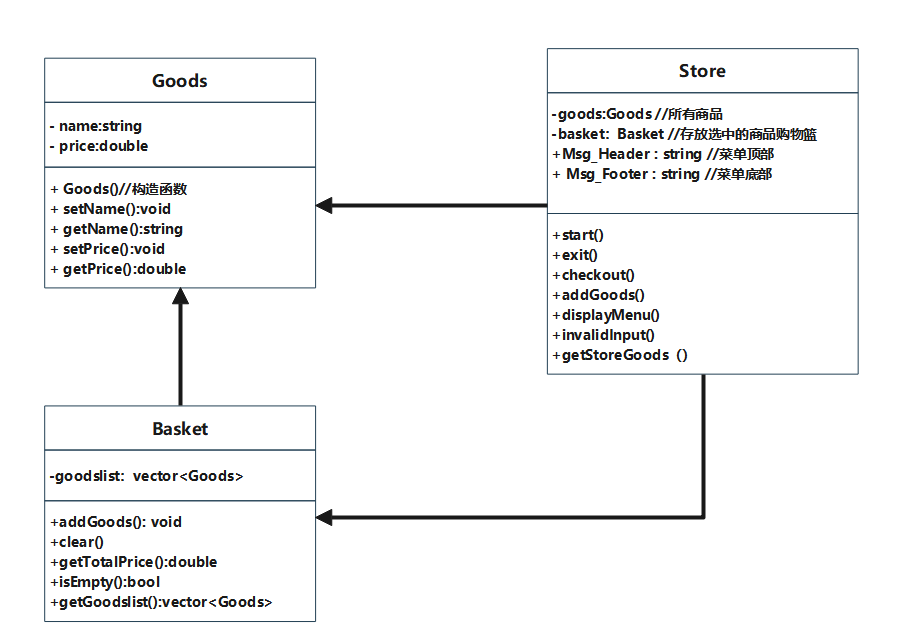 Goods
- name:string
- price:double
+ Goods()//构造函数
+ setName():void
+ getName():string
+ setPrice():void
+ getPrice():double
Store
-goods:Goods //所有商品
-basket: Basket //存放选中的商品购物篮
+Msg_Header : string //菜单顶部
+ Msg_Footer : string //菜单底部
+start()
+exit()
+checkout()
+addGoods()
+displayMenu()
+invalidInput()
+getStoreGoods ()
Basket
-goodslist: vector<Goods>
+addGoods(): void
+clear()
+getTotalPrice():double
+isEmpty():bool
+getGoodslist():vector<Goods>